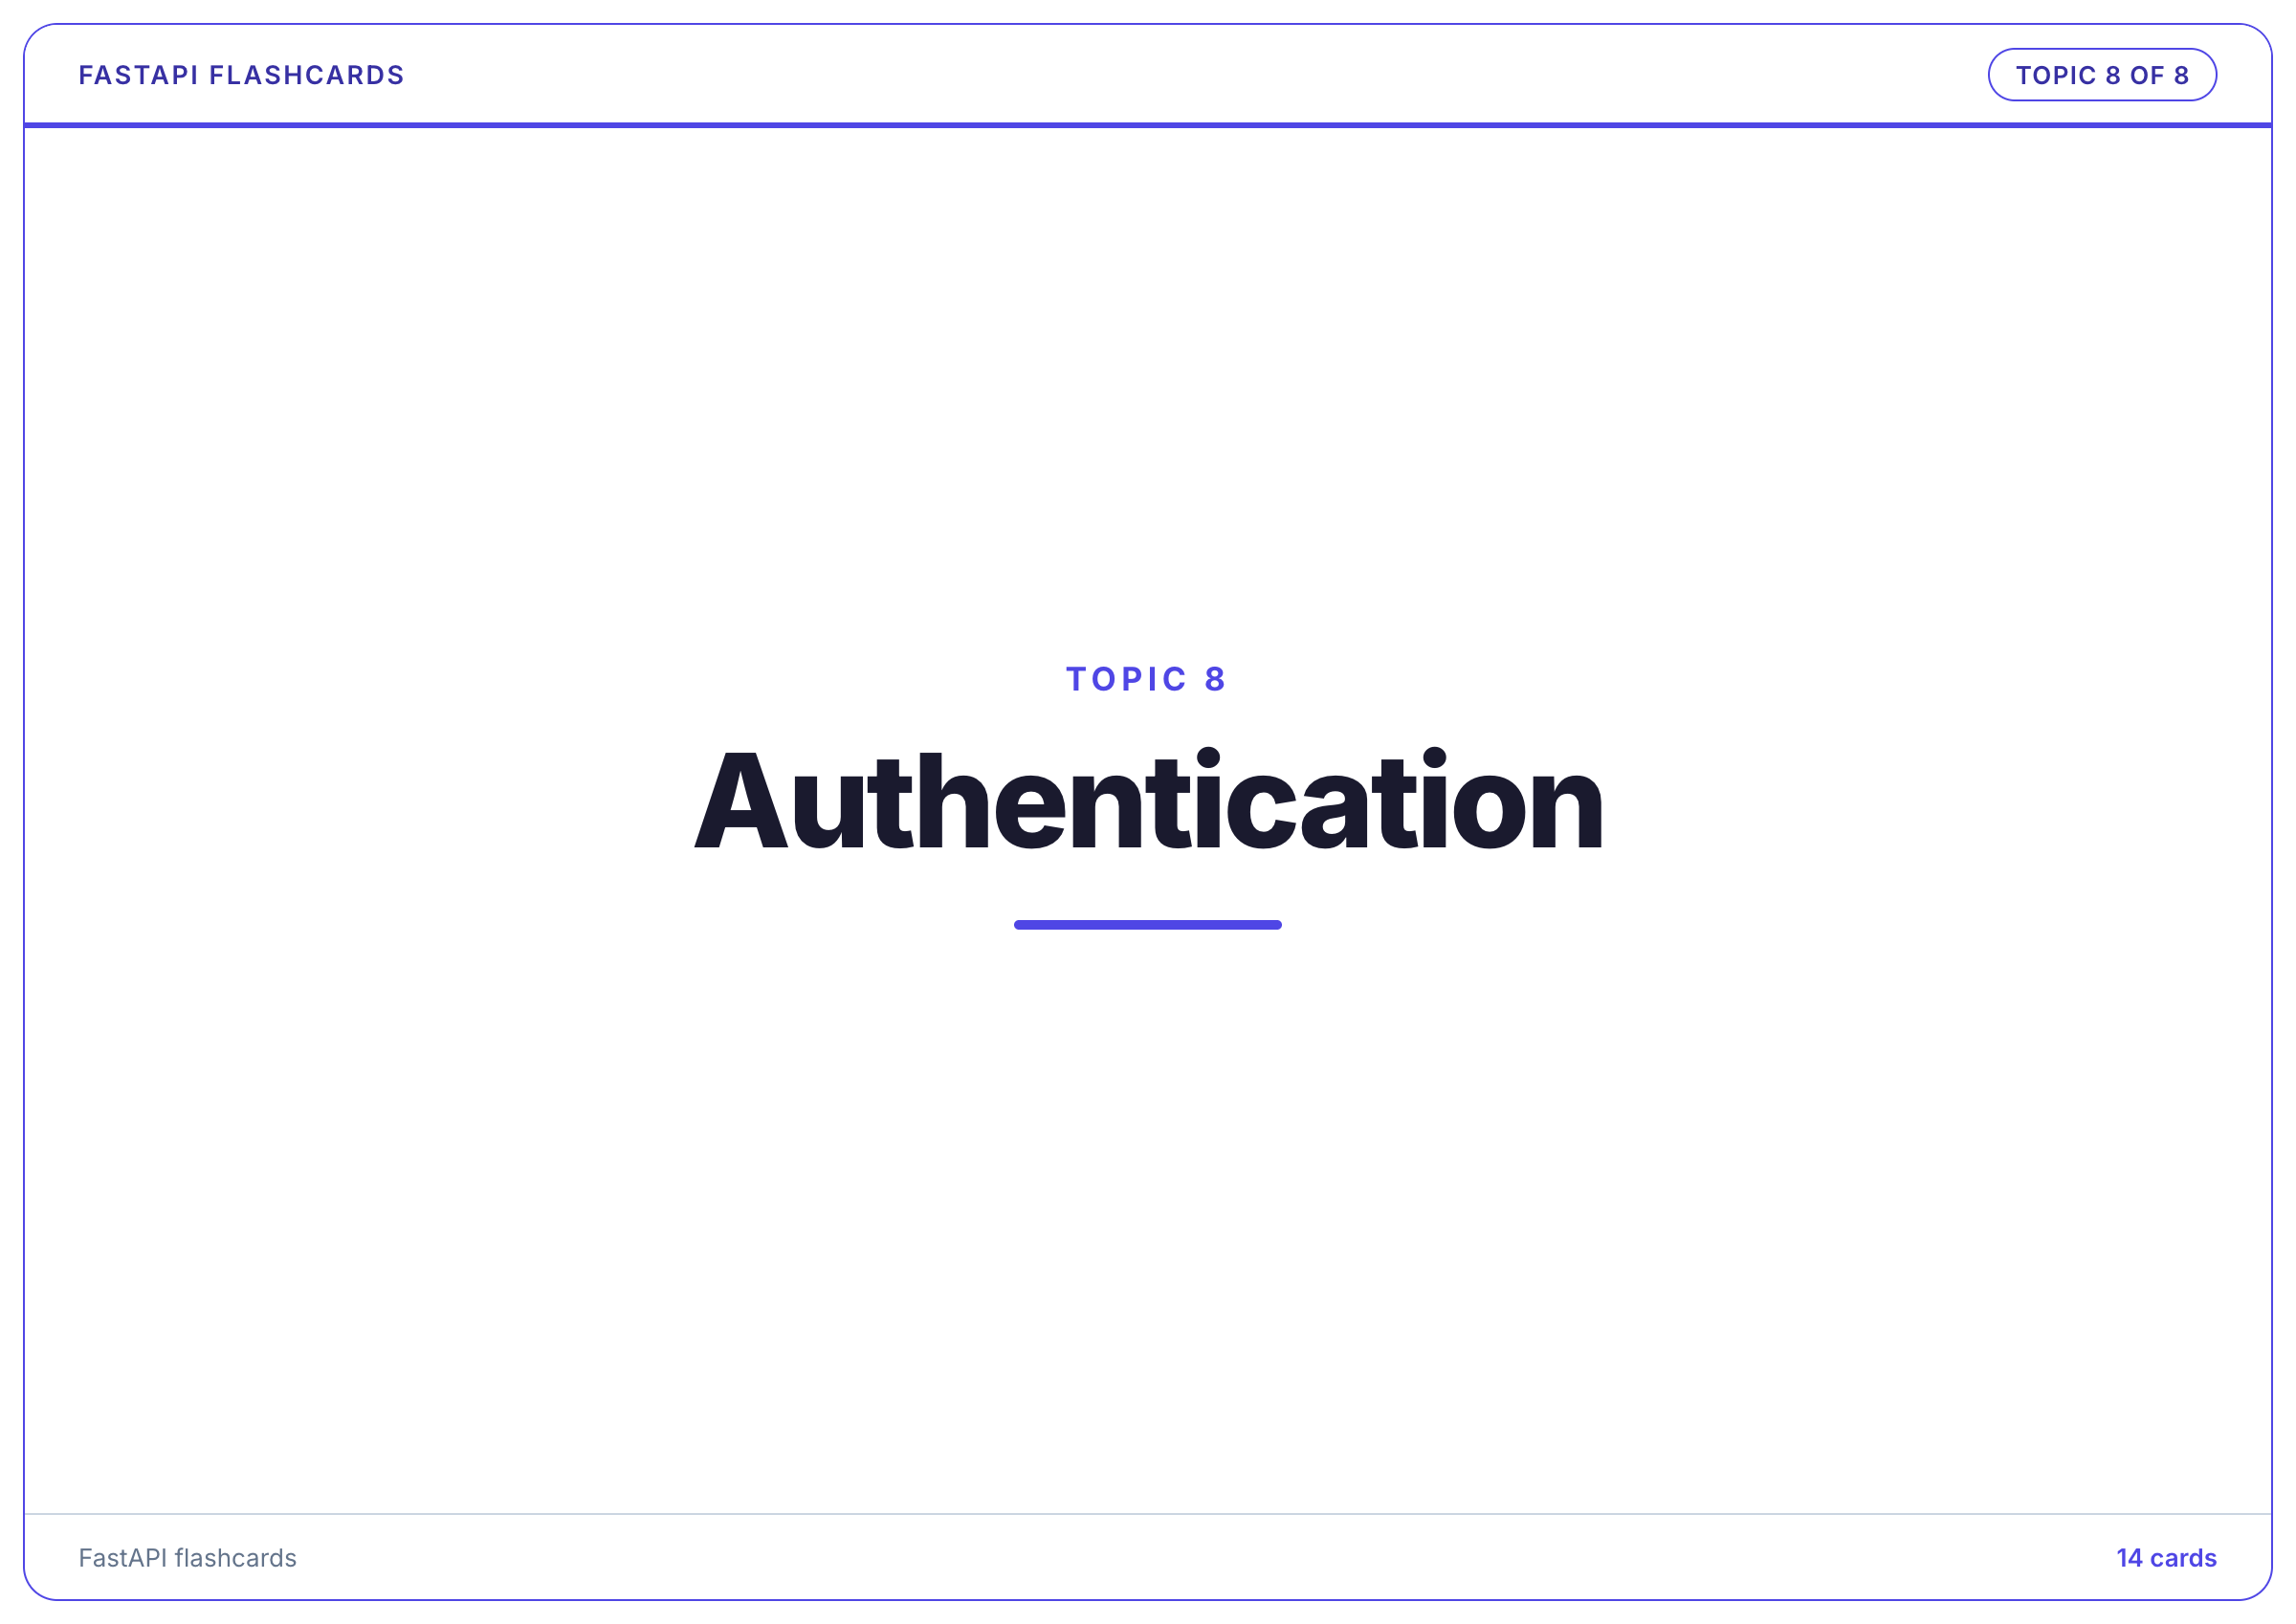 FASTAPI FLASHCARDS
TOPIC 8 OF 8
TOPIC 8
Authentication
FastAPI flashcards
14 cards